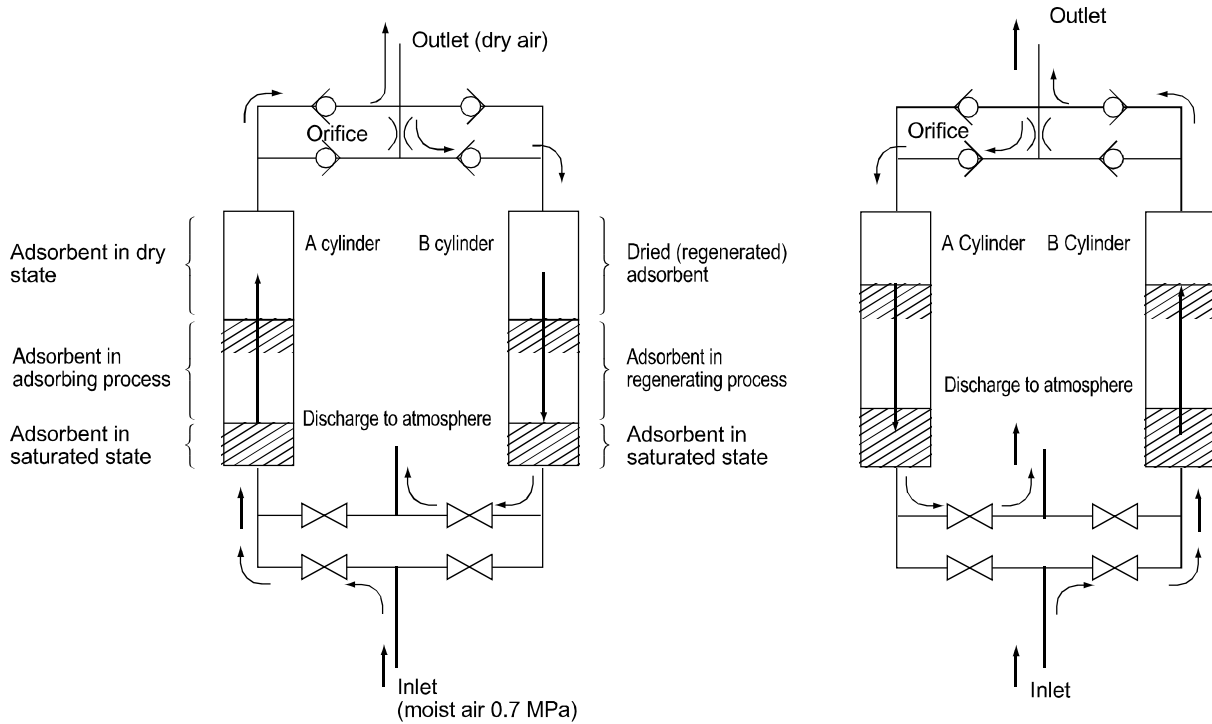 Outlet (dry air)
Orifice
A cylinder
B cylinder
Adsorbent in dry
state
Dried (regenerated)
adsorbent
Adsorbent in
adsorbing process
Adsorbent in
regenerating process
Discharge to atmosphere
Adsorbent in
saturated state
Adsorbent in
saturated state
Inlet
(moist air 0.7 MPa)
Outlet
Orifice
A Cylinder
B Cylinder
Discharge to atmosphere
Inlet